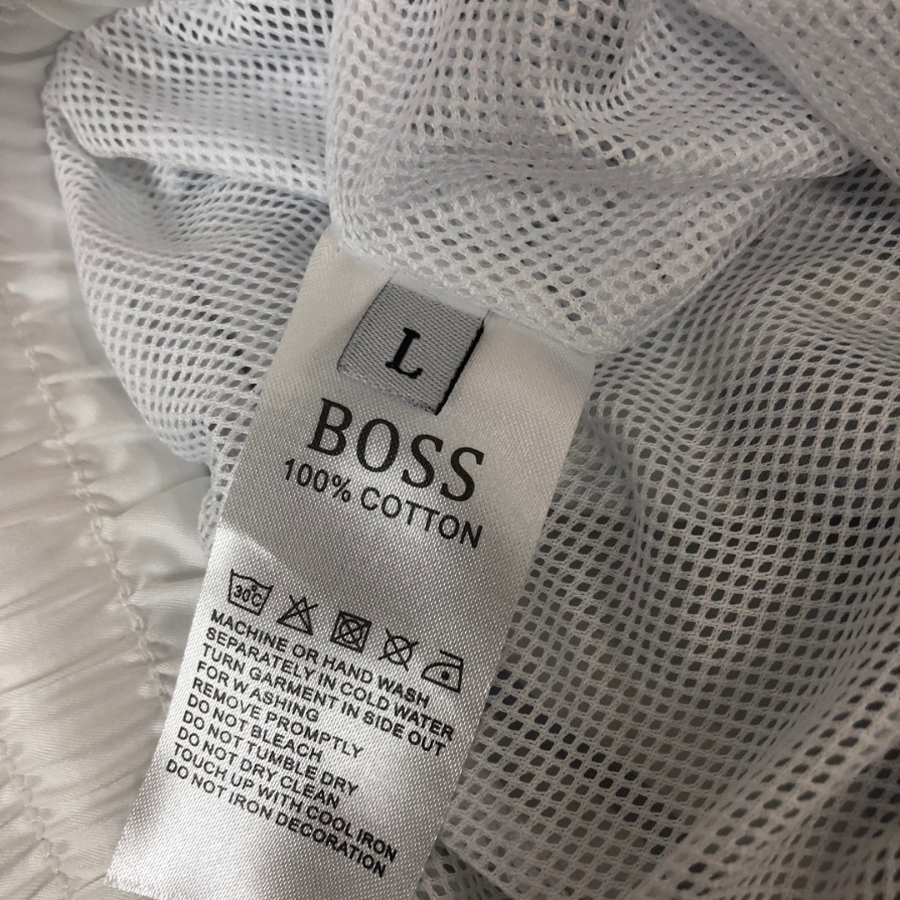 L
BOSS
100% COTTON
30°C
MACHINE OR HAND WASH
SEPARATELY IN COLD WATER
TURN GARMENT IN SIDE OUT
FOR WASHING
REMOVE PROMPTLY
DO NOT BLEACH
DO NOT TUMBLE DRY
DO NOT DRY CLEAN
TOUCH UP WITH COOL IRON
DO NOT IRON DECORATION